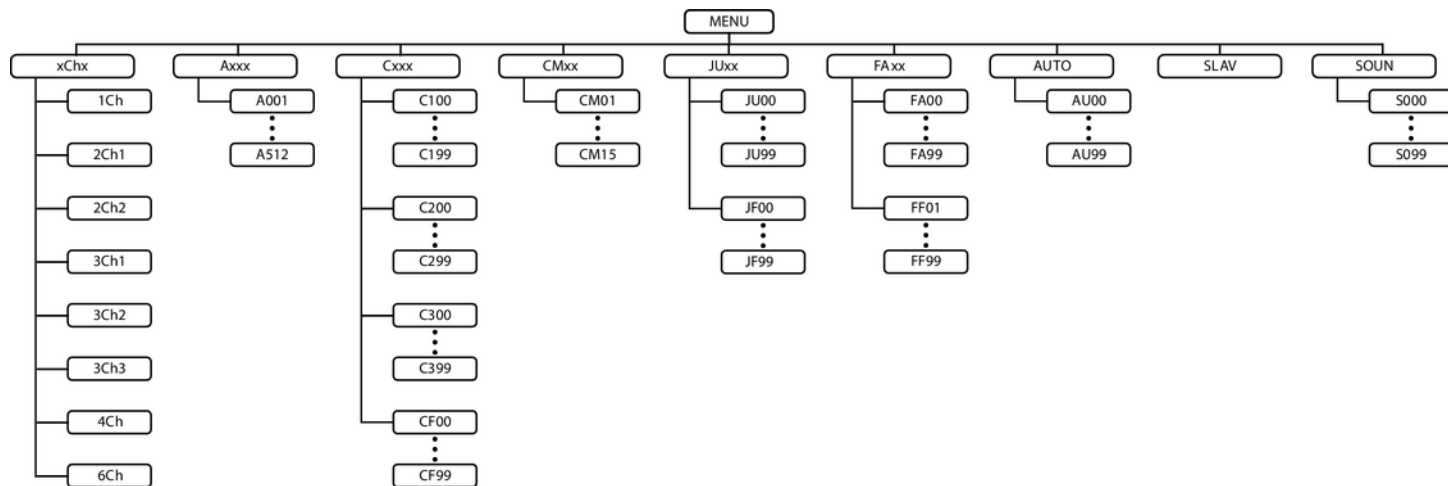 MENU
xChx
Axxx
Cxxx
CMxx
JUxx
FAxx
AUTO
SLAV
SOUN
1Ch
A001
C100
CM01
JU00
FA00
AU00
S000
2Ch1
A512
C199
CM15
JU99
FA99
AU99
S099
2Ch2
C200
JF00
FF01
3Ch1
C299
JF99
FF99
3Ch2
C300
3Ch3
C399
4Ch
CF00
6Ch
CF99